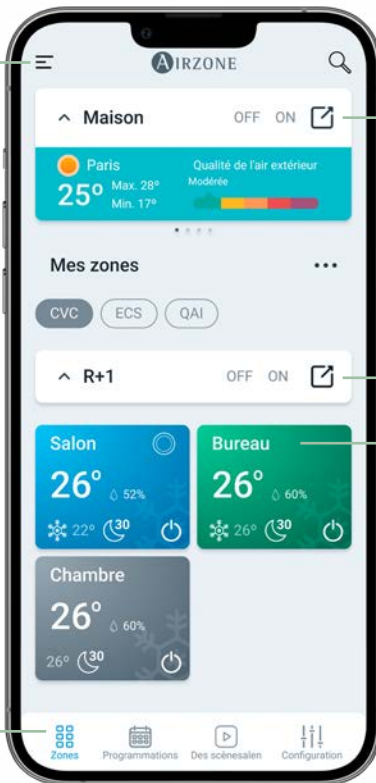 AIRZONE
Maison OFF ON
Paris Qualité de l'air extérieur
25° Max. 28° Modérée
Min. 17°
Mes zones
CVC ECS QAI
R+1 OFF ON
Salon Bureau
26° 52% 26° 60%
22° 30 26° 30
Chambre
26° 60%
26° 30
Zones Programmations Des scènesalen Configuration